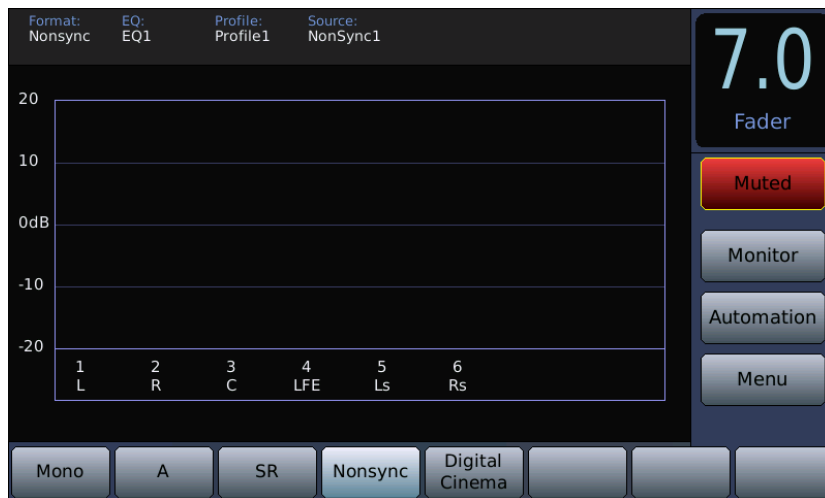 Format: EQ: Profile: Source:
Nonsync EQ1 Profile1 NonSync1
7.0
Fader
20
10
0dB
-10
-20
1 2 3 4 5 6
L R C LFE Ls Rs
Muted
Monitor
Automation
Menu
Mono A SR Nonsync Digital Cinema